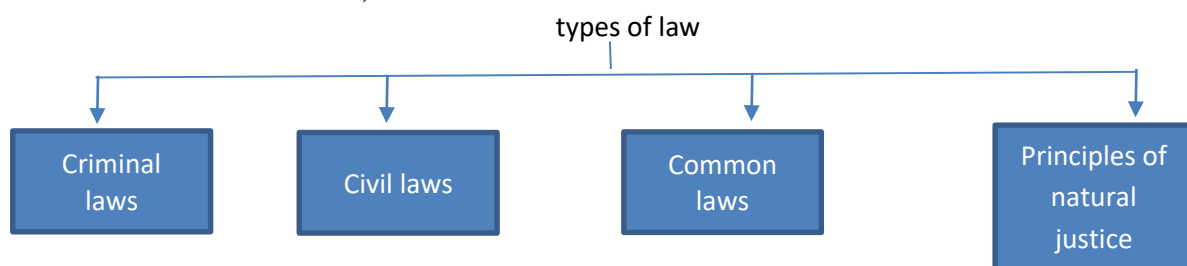 types of law
Criminal
laws
Civil laws
Common
laws
Principles of
natural
justice